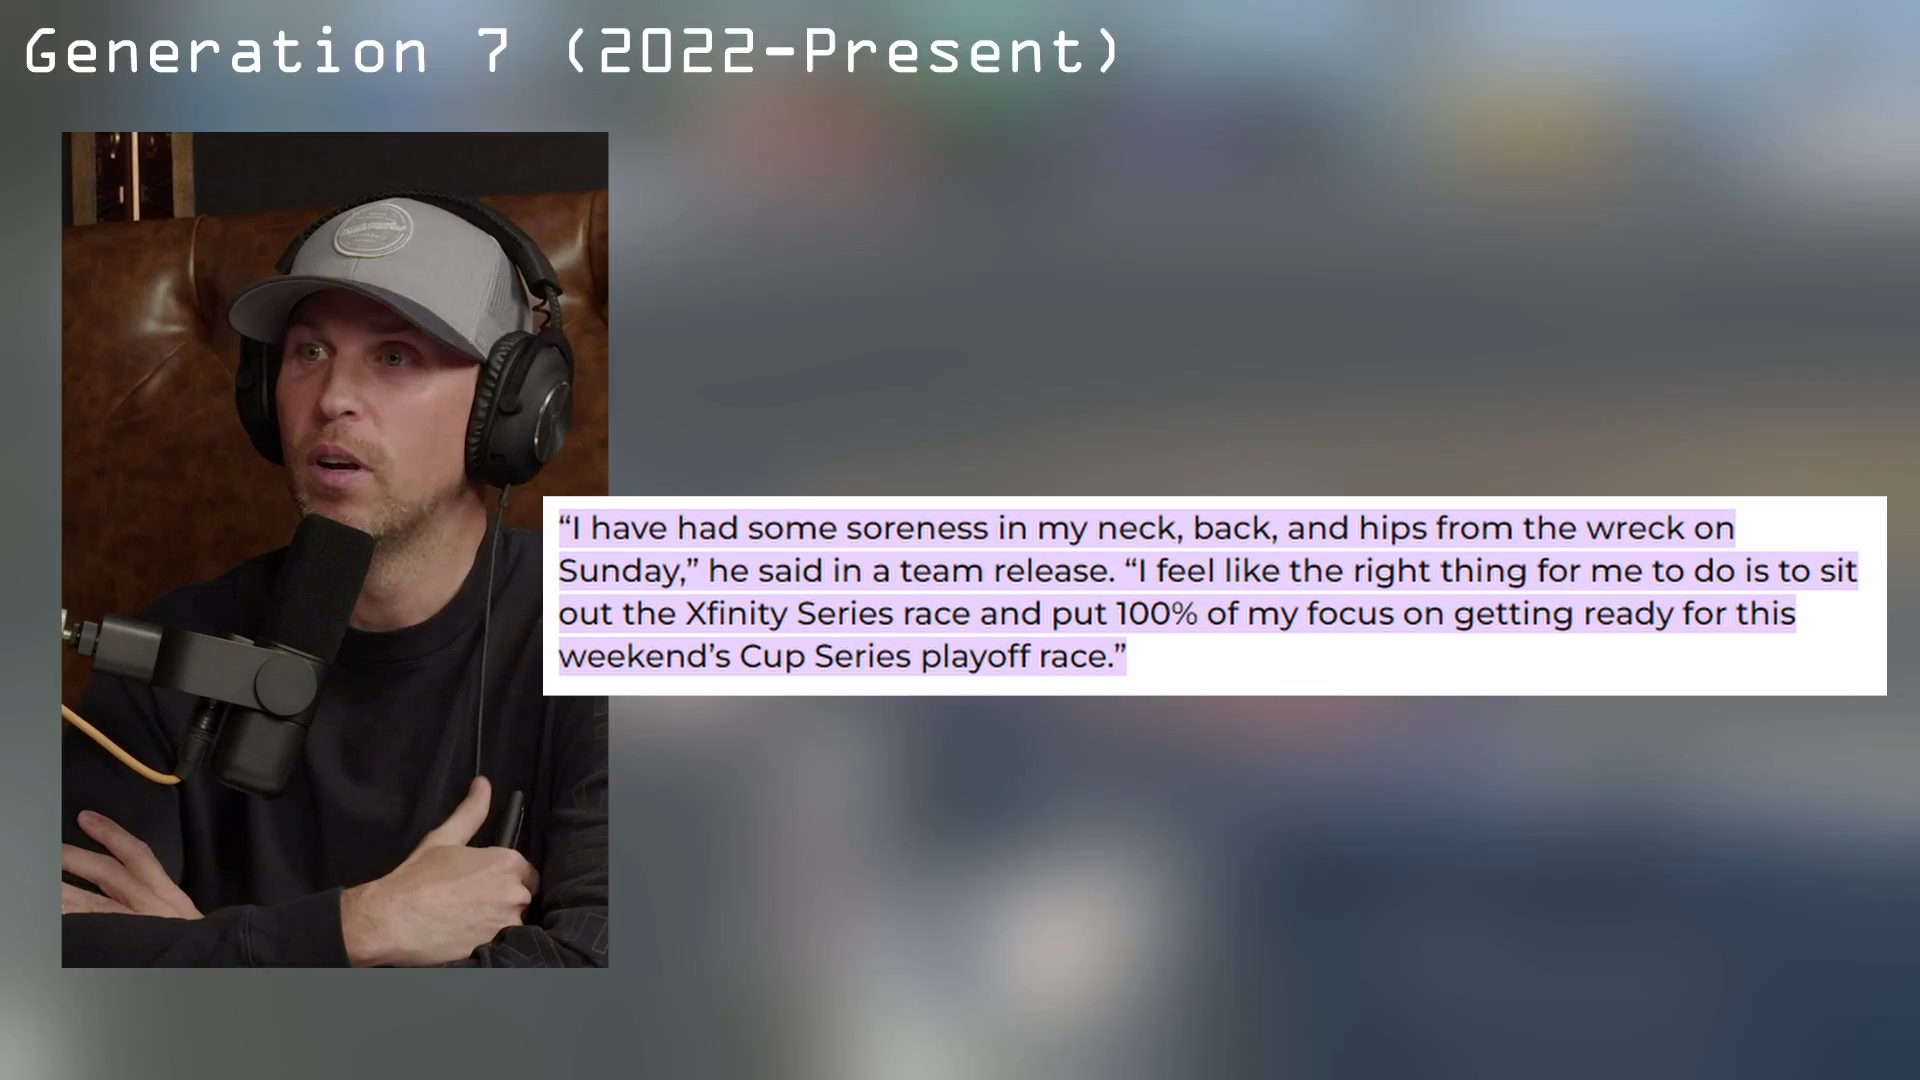 Generation 7 (2022-Present)
“I have had some soreness in my neck, back, and hips from the wreck on
Sunday,” he said in a team release. “I feel like the right thing for me to do is to sit
out the Xfinity Series race and put 100% of my focus on getting ready for this
weekend’s Cup Series playoff race.”